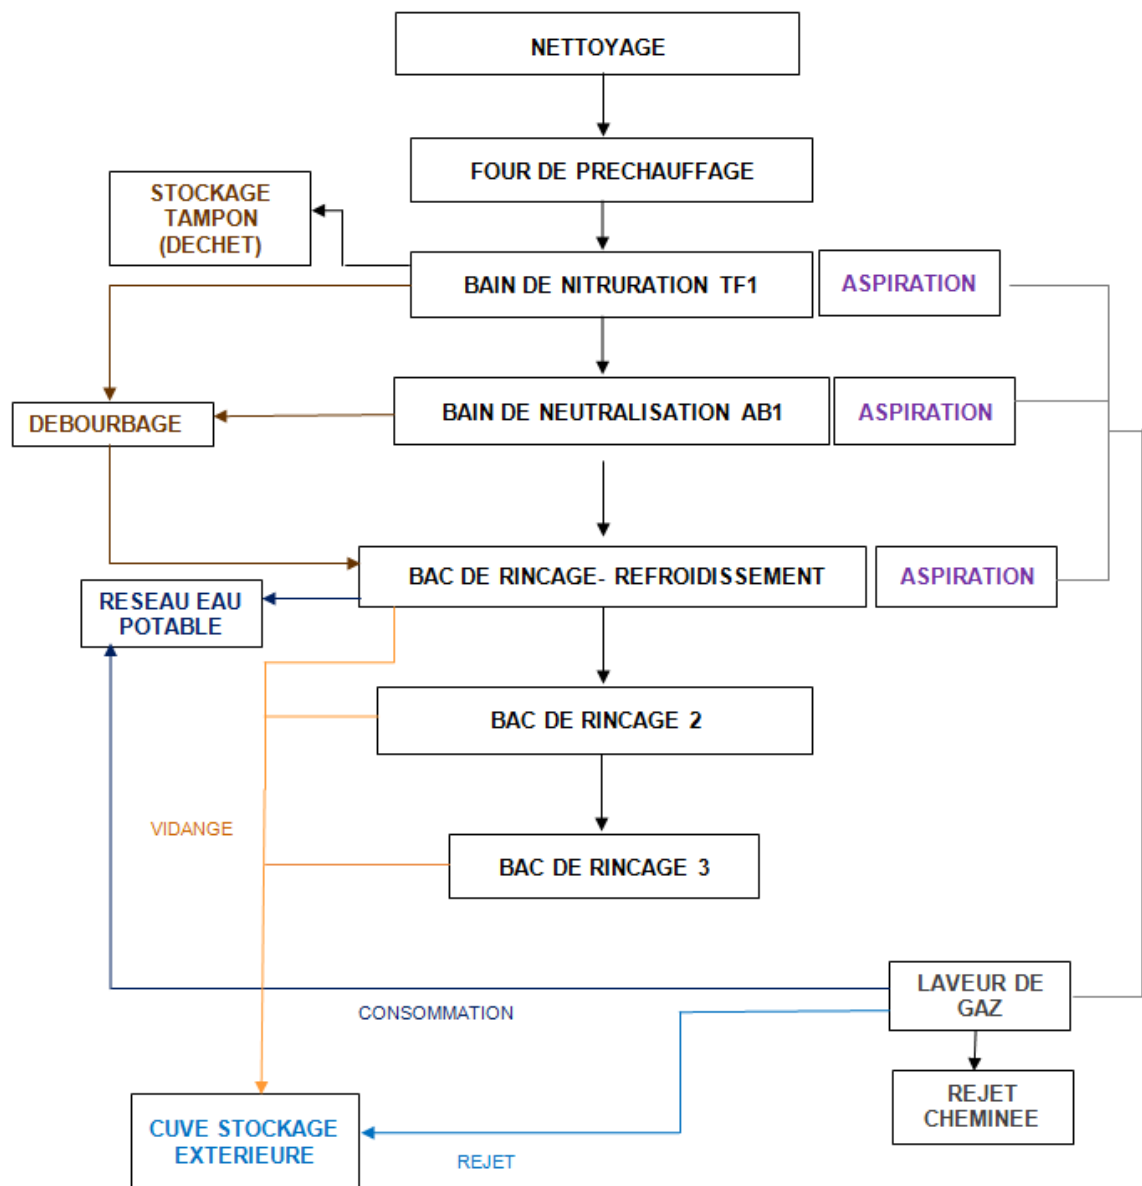 NETTOYAGE
FOUR DE PRECHAUFFAGE
STOCKAGE
TAMPON
(DECHET)
BAIN DE NITRURATION TF1
ASPIRATION
BAIN DE NEUTRALISATION AB1
ASPIRATION
DEBOURBAGE
BAC DE RINCAGE- REFROIDISSEMENT
ASPIRATION
RESEAU EAU
POTABLE
BAC DE RINCAGE 2
VIDANGE
BAC DE RINCAGE 3
LAVEUR DE
GAZ
CONSOMMATION
REJET
CHEMINEE
CUVE STOCKAGE
EXTERIEURE
REJET